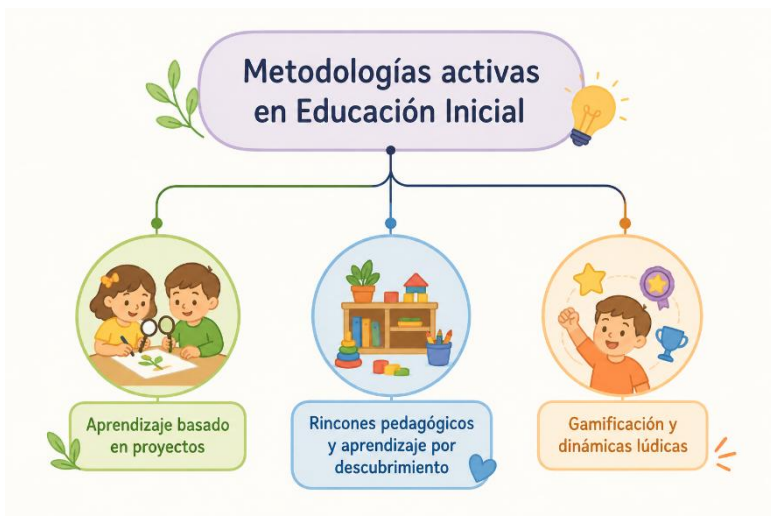 Metodologías activas
en Educación Inicial
Aprendizaje basado
en proyectos
Rincones pedagógicos
y aprendizaje por
descubrimiento
Gamificación y
dinámicas lúdicas